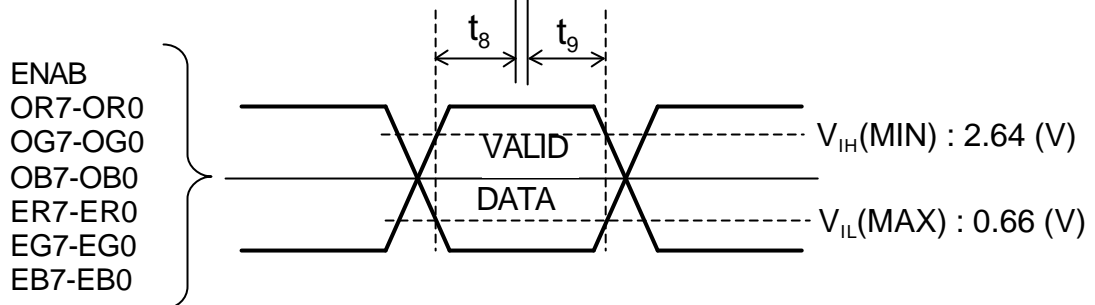 t8 t9
ENAB
OR7-OR0
OG7-OG0
OB7-OB0
ER7-ER0
EG7-EG0
EB7-EB0
VALID
DATA
VIH(MIN) : 2.64 (V)
VIL(MAX) : 0.66 (V)